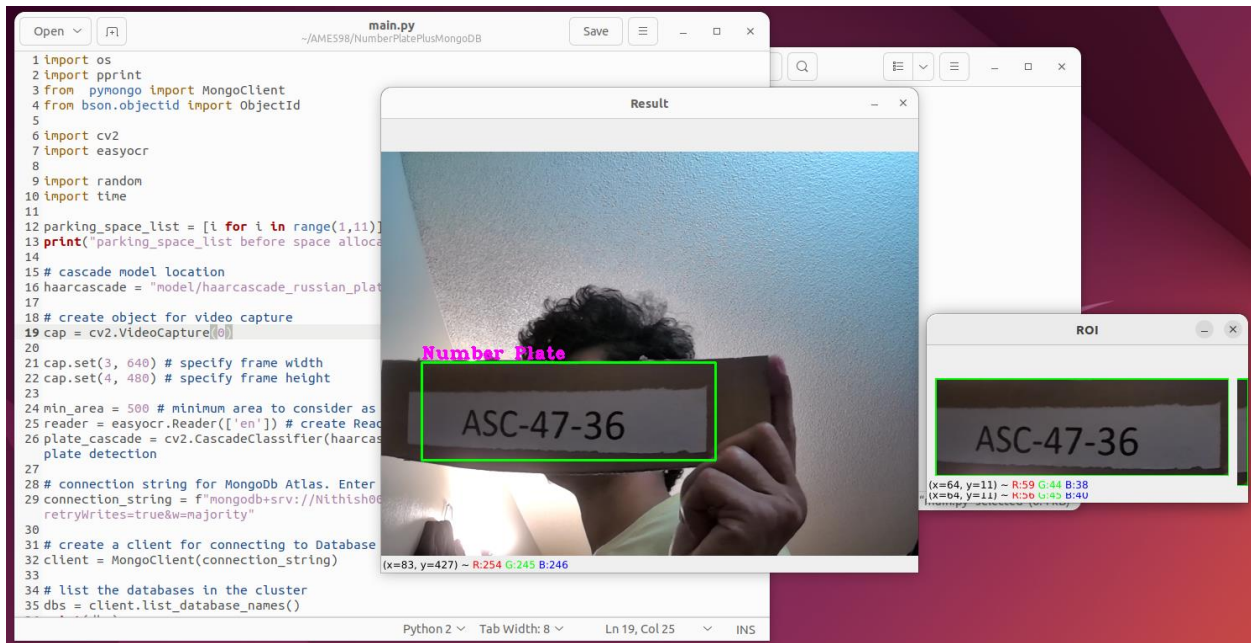 Open
main.py
~/AME598/NumberPlatePlusMongoDB
Save
1 import os
2 import pprint
3 from pymongo import MongoClient
4 from bson.objectid import ObjectId
5
6 import cv2
7 import easyocr
8
9 import random
10 import time
11
12 parking_space_list = [i for i in range(1,11)]
13 print("parking_space_list before space alloca
14
15 # cascade model location
16 haarcascade = "model/haarcascade_russian_plat
17
18 # create object for video capture
19 cap = cv2.VideoCapture(0)
20
21 cap.set(3, 640) # specify frame width
22 cap.set(4, 480) # specify frame height
23
24 min_area = 500 # minimum area to consider as
25 reader = easyocr.Reader(['en']) # create Reac
26 plate_cascade = cv2.CascadeClassifier(haarcas
plate detection
27
28 # connection string for MongoDb Atlas. Enter
29 connection_string = f"mongodb+srv://Nithish00
retryWrites=true&w=majority"
30
31 # create a client for connecting to Database
32 client = MongoClient(connection_string)
33
34 # list the databases in the cluster
35 dbs = client.list_database_names()
Python 2 Tab Width: 8 Ln 19, Col 25 INS
Result
Number Plate
ASC-47-36
(x=83, y=427) ~ R:254 G:245 B:246
ROI
ASC-47-36
(x=64, y=11) ~ R:59 G:44 B:38
(x=64, y=11) ~ R:56 G:45 B:40